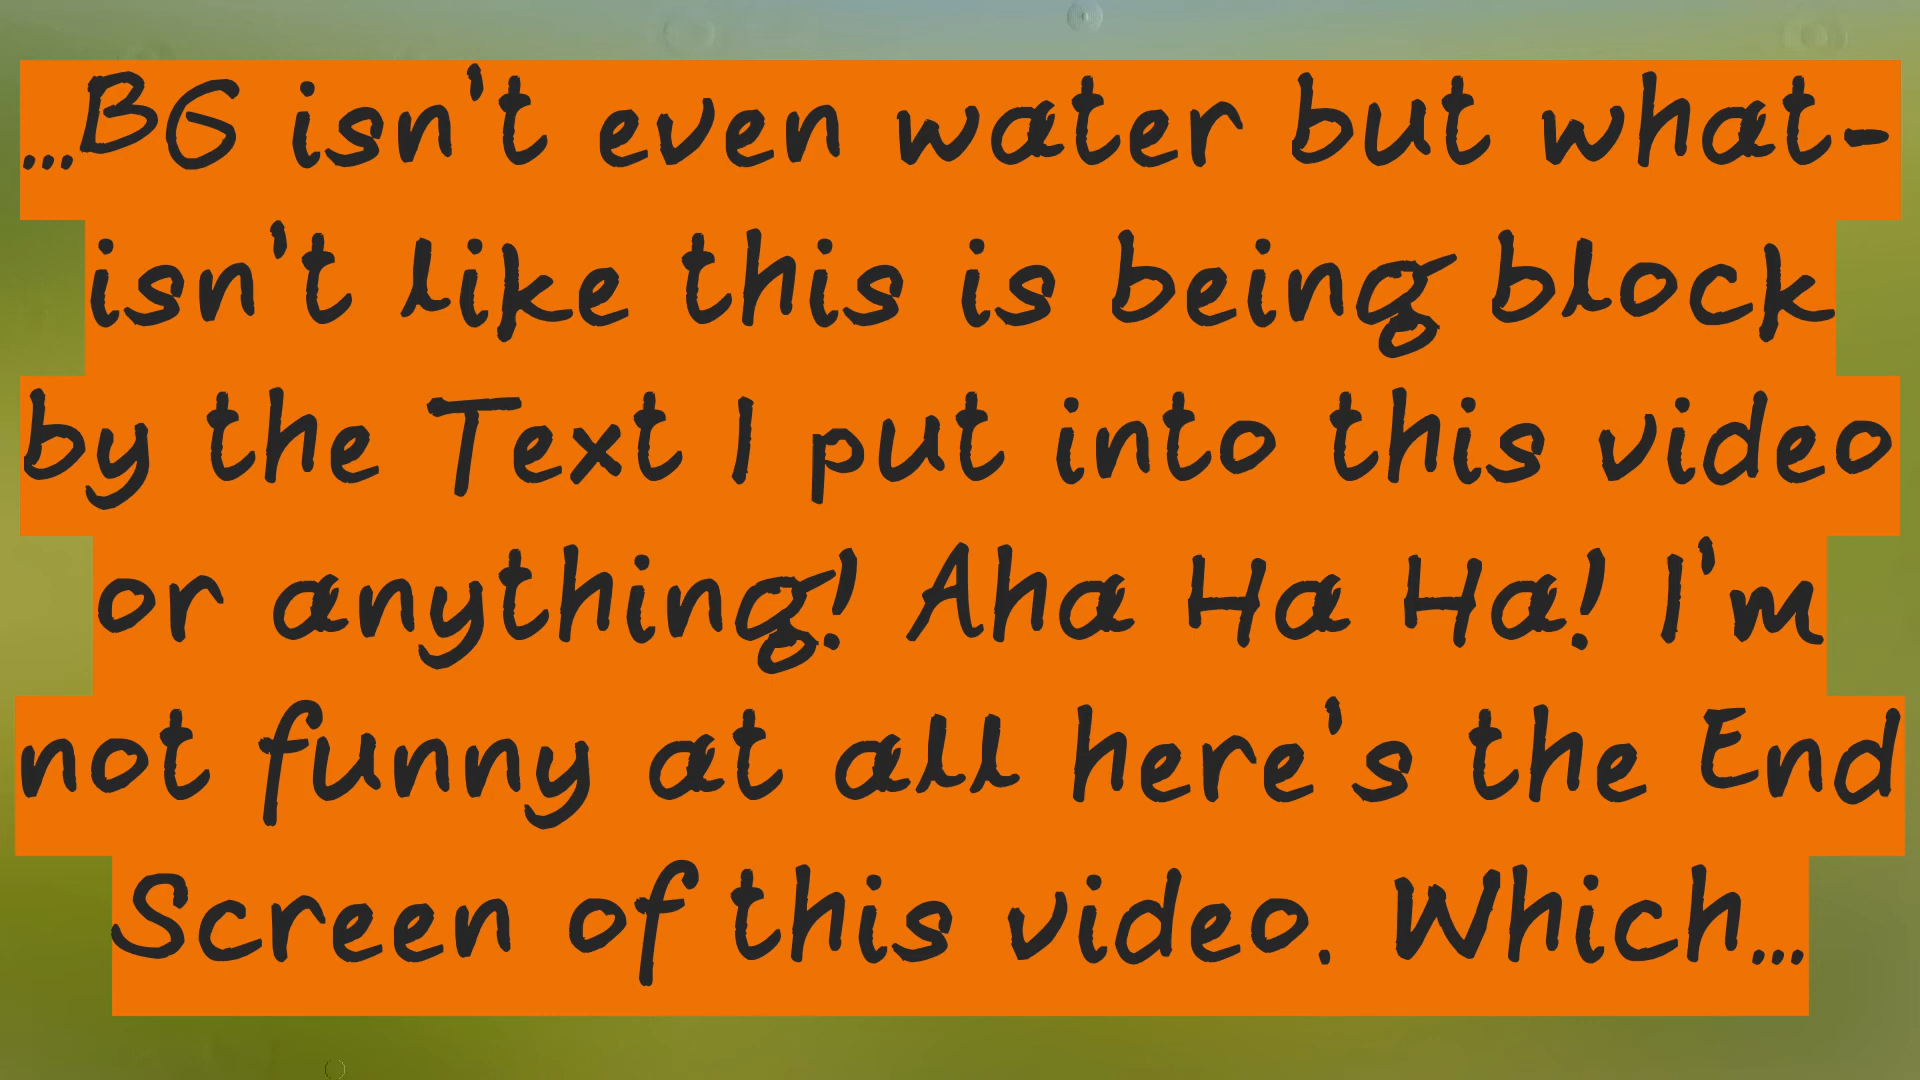 ...BG isn't even water but what-
isn't like this is being block
by the Text I put into this video
or anything! Aha Ha Ha! I'm
not funny at all here's the End
Screen of this video. Which...